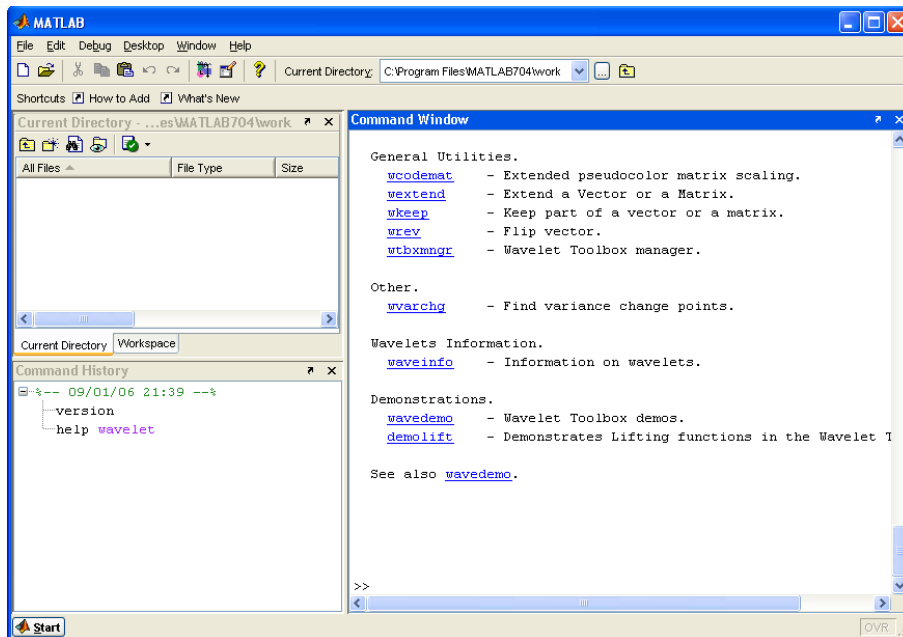 MATLAB
File Edit Debug Desktop Window Help
Current Directory: C:\Program Files\MATLAB704\work ...
Shortcuts How to Add What's New
Current Directory - ...es\MATLAB704\work
All Files File Type Size
Current Directory Workspace
Command History
%-- 09/01/06 21:39 --%
version
help wavelet
Command Window
General Utilities.
wcodemat - Extended pseudocolor matrix scaling.
wextend - Extend a Vector or a Matrix.
wkeep - Keep part of a vector or a matrix.
wrev - Flip vector.
wtbxmngr - Wavelet Toolbox manager.
Other.
wvarchg - Find variance change points.
Wavelets Information.
waveinfo - Information on wavelets.
Demonstrations.
wavedemo - Wavelet Toolbox demos.
demolift - Demonstrates Lifting functions in the Wavelet T
See also wavedemo.
>>
Start
OVR